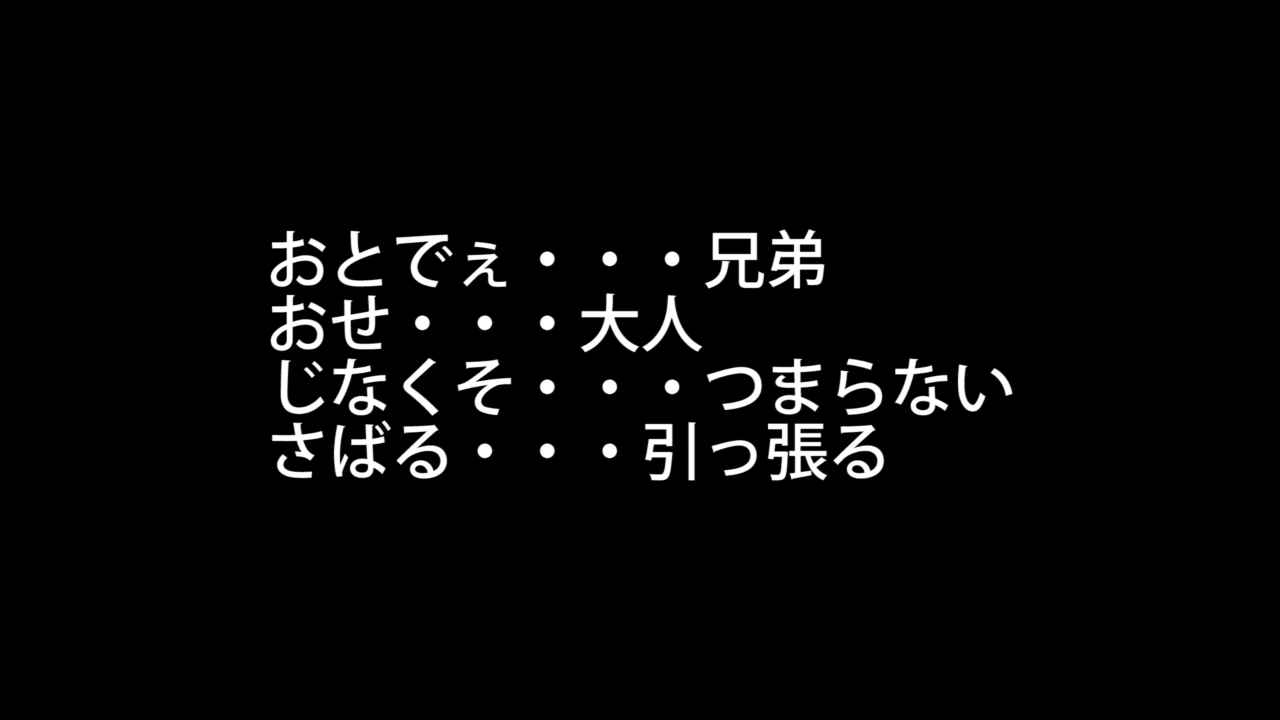 おとでぇ・・・兄弟
おせ・・・大人
じなくそ・・・つまらない
さばる・・・引っ張る